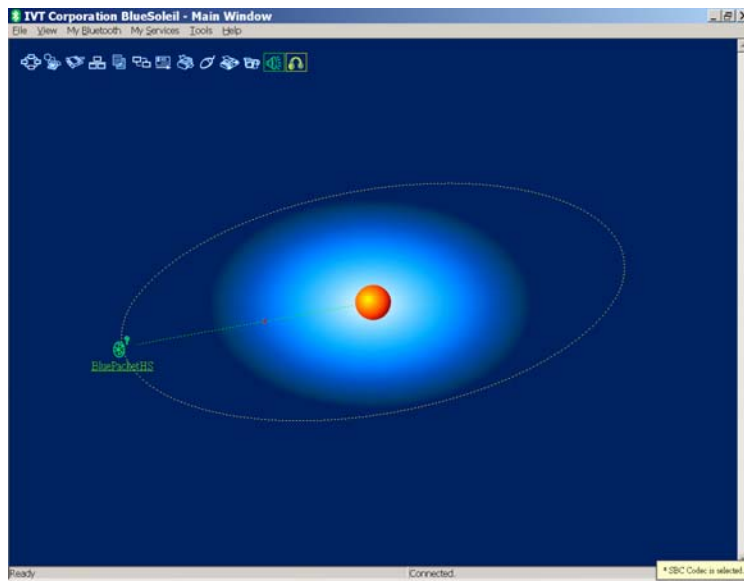 IVT Corporation BlueSoleil - Main Window
File View My Bluetooth My Services Tools Help
BluePacketHS
Ready Connected.
* SBC Codec is selected.